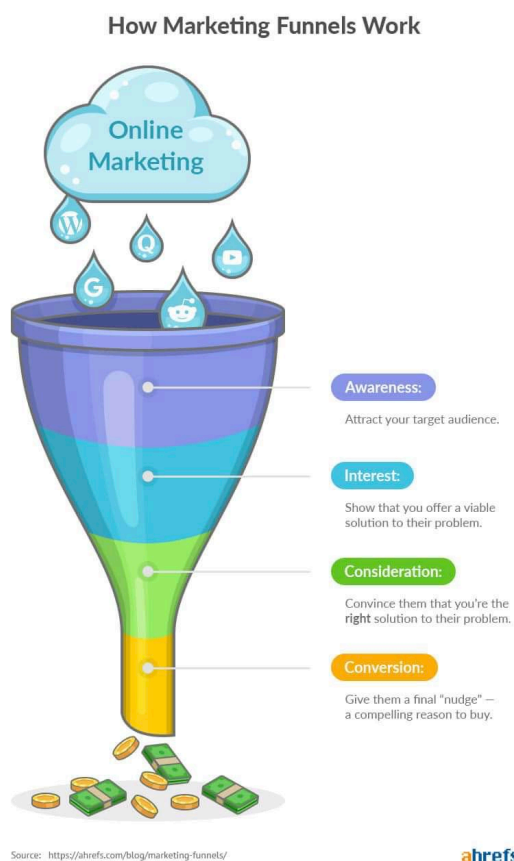 How Marketing Funnels Work
Online
Marketing
Q
G
Awareness:
Attract your target audience.
Interest:
Show that you offer a viable
solution to their problem.
Consideration:
Convince them that you're the
right solution to their problem.
Conversion:
Give them a final "nudge" —
a compelling reason to buy.
Source: https://ahrefs.com/blog/marketing-funnels/
ahrefs